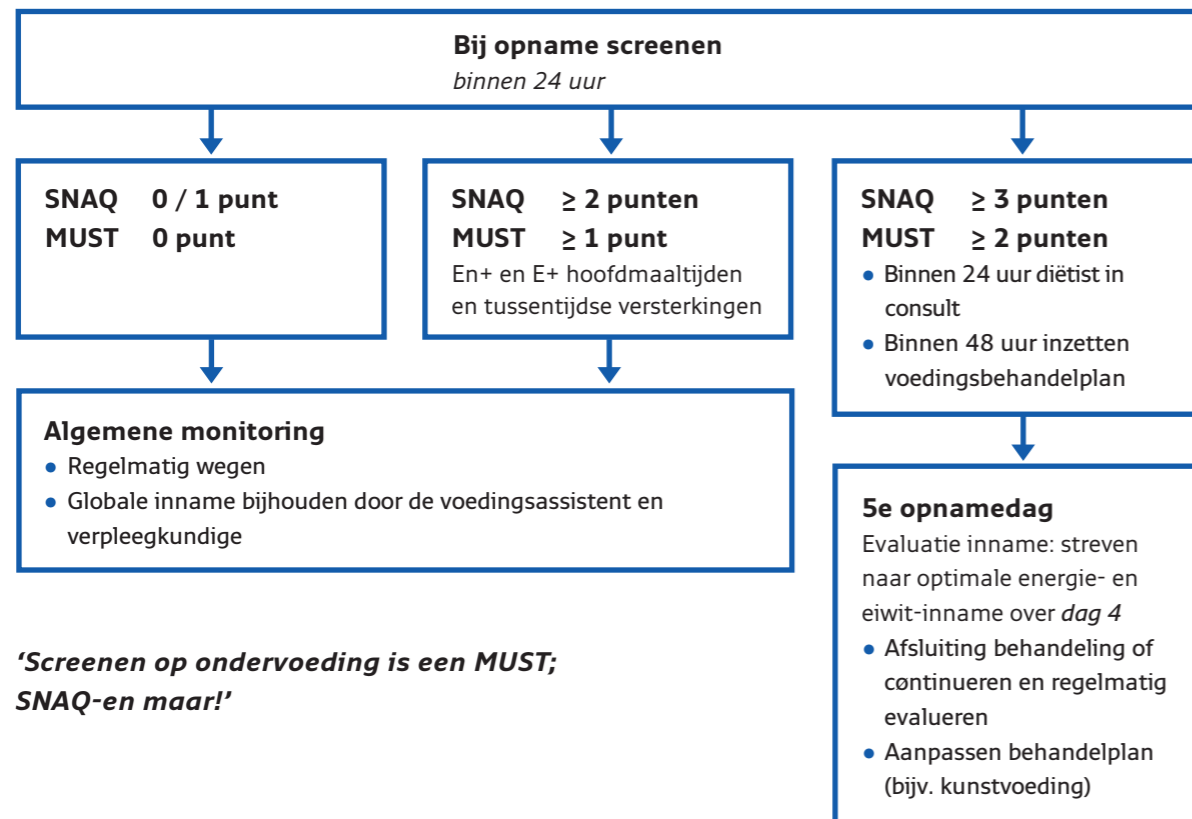 Bij opname screenen
binnen 24 uur
SNAQ 0 / 1 punt
MUST 0 punt
SNAQ ≥ 2 punten
MUST ≥ 1 punt
En+ en E+ hoofdmaaltijden
en tussentijdse versterkingen
SNAQ ≥ 3 punten
MUST ≥ 2 punten
• Binnen 24 uur diëtist in
consult
• Binnen 48 uur inzetten
voedingsbehandelplan
Algemene monitoring
• Regelmatig wegen
• Globale inname bijhouden door de voedingsassistent en
verpleegkundige
5e opnamedag
Evaluatie inname: streven
naar optimale energie- en
eiwit-inname over dag 4
• Afsluiting behandeling of
cøntinueren en regelmatig
evalueren
• Aanpassen behandelplan
(bijv. kunstvoeding)
‘Screenen op ondervoeding is een MUST;
SNAQ-en maar!’